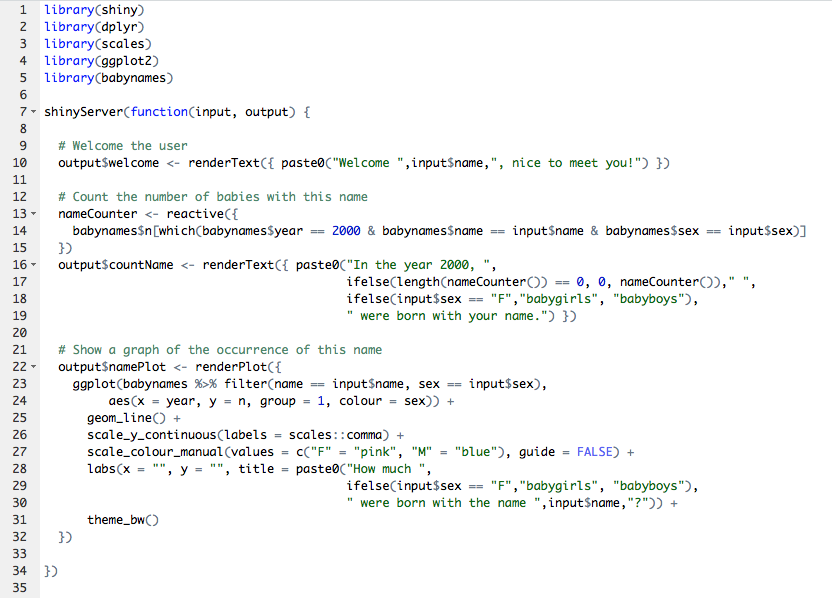 1 library(shiny)
2 library(dplyr)
3 library(scales)
4 library(ggplot2)
5 library(babynames)
6
7 shinyServer(function(input, output) {
8
9   # Welcome the user
10   output$welcome <- renderText({ paste0("Welcome ",input$name,", nice to meet you!") })
11
12   # Count the number of babies with this name
13   nameCounter <- reactive({
14     babynames$n[which(babynames$year == 2000 & babynames$name == input$name & babynames$sex == input$sex)]
15   })
16   output$countName <- renderText({ paste0("In the year 2000, ",
17                                           ifelse(length(nameCounter()) == 0, 0, nameCounter())," ",
18                                           ifelse(input$sex == "F","babygirls", "babyboys"),
19                                           " were born with your name.") })
20
21   # Show a graph of the occurrence of this name
22   output$namePlot <- renderPlot({
23     ggplot(babynames %>% filter(name == input$name, sex == input$sex),
24          aes(x = year, y = n, group = 1, colour = sex)) +
25       geom_line() +
26       scale_y_continuous(labels = scales::comma) +
27       scale_colour_manual(values = c("F" = "pink", "M" = "blue"), guide = FALSE) +
28       labs(x = "", y = "", title = paste0("How much ",
29                                           ifelse(input$sex == "F","babygirls", "babyboys"),
30                                           " were born with the name ",input$name,"?")) +
31       theme_bw()
32   })
33
34 })
35